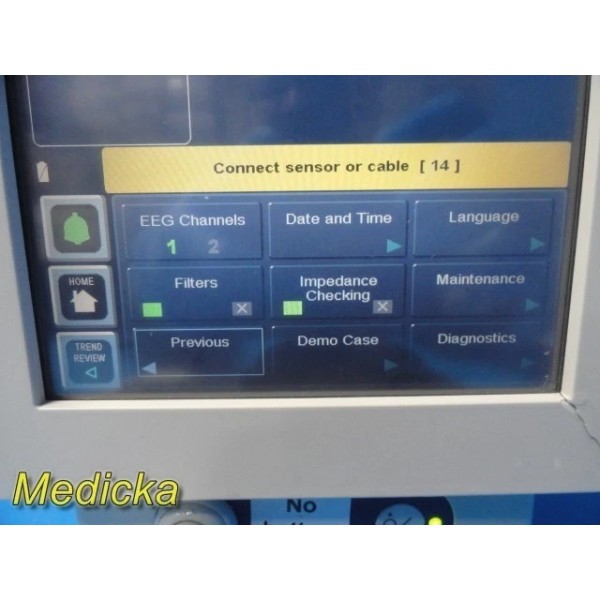 Connect sensor or cable [ 14 ]
EEG Channels
1 2
Date and Time
Language
HOME
Filters
Impedance
Checking
Maintenance
TREND
REVIEW
Previous
Demo Case
Diagnostics
Medicka
No